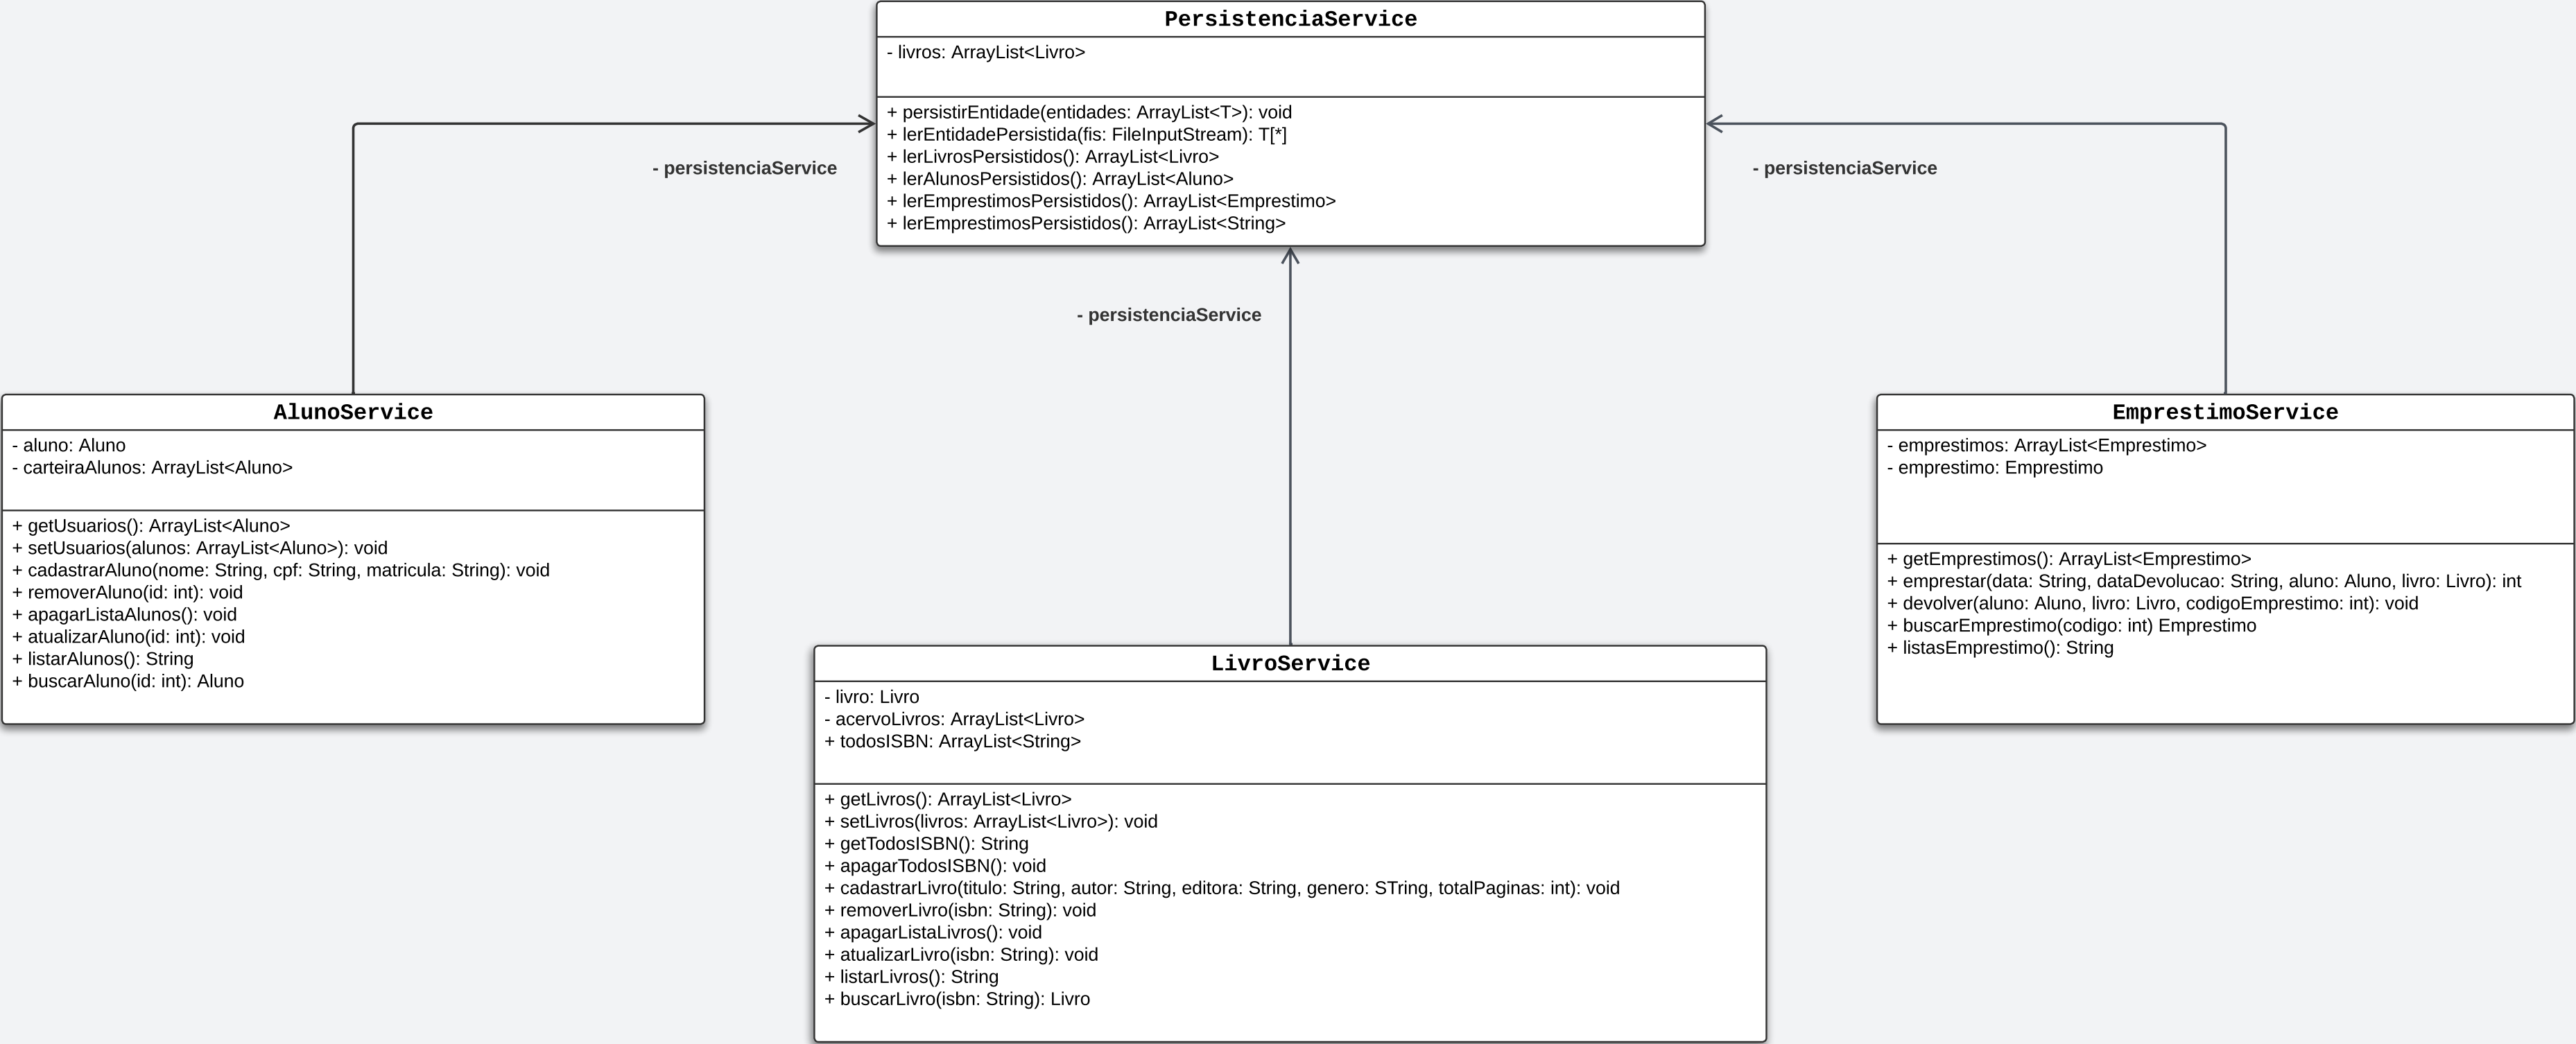 PersistenciaService
- livros: ArrayList<Livro>
+ persistirEntidade(entidades: ArrayList<T>): void
+ lerEntidadePersistida(fis: FileInputStream): T[*]
+ lerLivrosPersistidos(): ArrayList<Livro>
+ lerAlunosPersistidos(): ArrayList<Aluno>
+ lerEmprestimosPersistidos(): ArrayList<Emprestimo>
+ lerEmprestimosPersistidos(): ArrayList<String>
- persistenciaService
- persistenciaService
- persistenciaService
AlunoService
- aluno: Aluno
- carteiraAlunos: ArrayList<Aluno>
+ getUsuarios(): ArrayList<Aluno>
+ setUsuarios(alunos: ArrayList<Aluno>): void
+ cadastrarAluno(nome: String, cpf: String, matricula: String): void
+ removerAluno(id: int): void
+ apagarListaAlunos(): void
+ atualizarAluno(id: int): void
+ listarAlunos(): String
+ buscarAluno(id: int): Aluno
EmprestimoService
- emprestimos: ArrayList<Emprestimo>
- emprestimo: Emprestimo
+ getEmprestimos(): ArrayList<Emprestimo>
+ emprestar(data: String, dataDevolucao: String, aluno: Aluno, livro: Livro): int
+ devolver(aluno: Aluno, livro: Livro, codigoEmprestimo: int): void
+ buscarEmprestimo(codigo: int) Emprestimo
+ listasEmprestimo(): String
LivroService
- livro: Livro
- acervoLivros: ArrayList<Livro>
+ todosISBN: ArrayList<String>
+ getLivros(): ArrayList<Livro>
+ setLivros(livros: ArrayList<Livro>): void
+ getTodosISBN(): String
+ apagarTodosISBN(): void
+ cadastrarLivro(titulo: String, autor: String, editora: String, genero: STring, totalPaginas: int): void
+ removerLivro(isbn: String): void
+ apagarListaLivros(): void
+ atualizarLivro(isbn: String): void
+ listarLivros(): String
+ buscarLivro(isbn: String): Livro